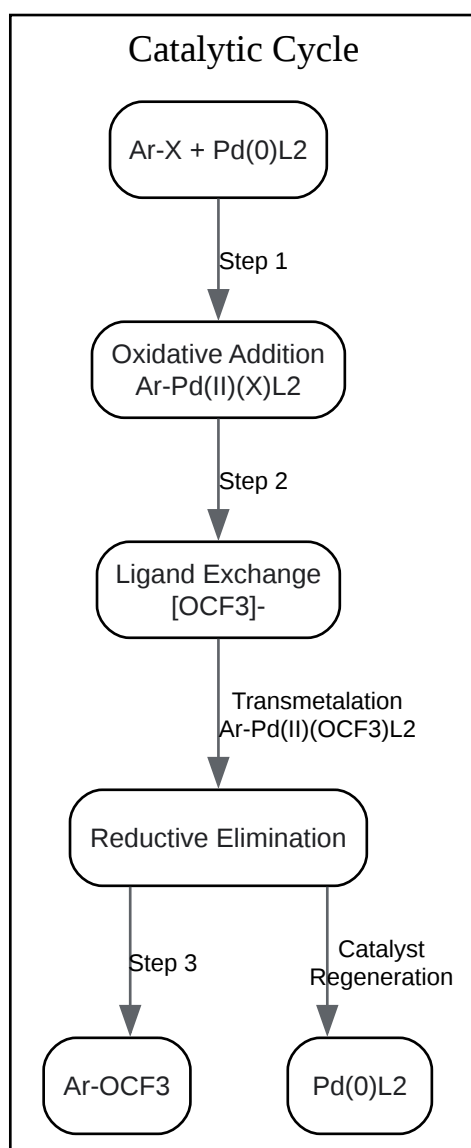 Catalytic Cycle
Ar-X + Pd(0)L2
Step 1
Oxidative Addition
Ar-Pd(II)(X)L2
Step 2
Ligand Exchange
[OCF3]-
Transmetalation
Ar-Pd(II)(OCF3)L2
Reductive Elimination
Step 3
Catalyst
Regeneration
Ar-OCF3
Pd(0)L2